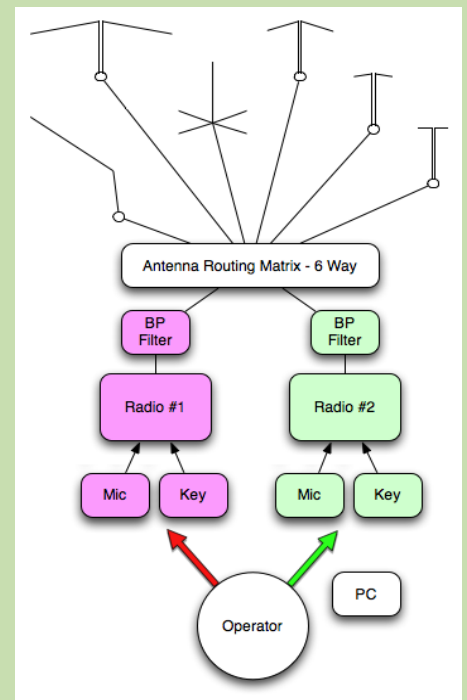 Antenna Routing Matrix - 6 Way
BP
Filter
BP
Filter
Radio #1
Radio #2
Mic
Key
Mic
Key
PC
Operator